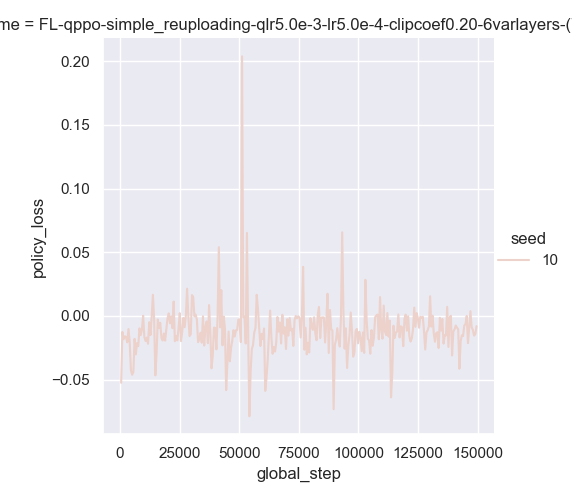 me = FL-qppo-simple_reuploading-qlr5.0e-3-lr5.0e-4-clipcoef0.20-6varlayers-(
0.20
0.15
0.10
0.05
0.00
−0.05
policy_loss
seed
10
0 25000 50000 75000 100000 125000 150000
global_step